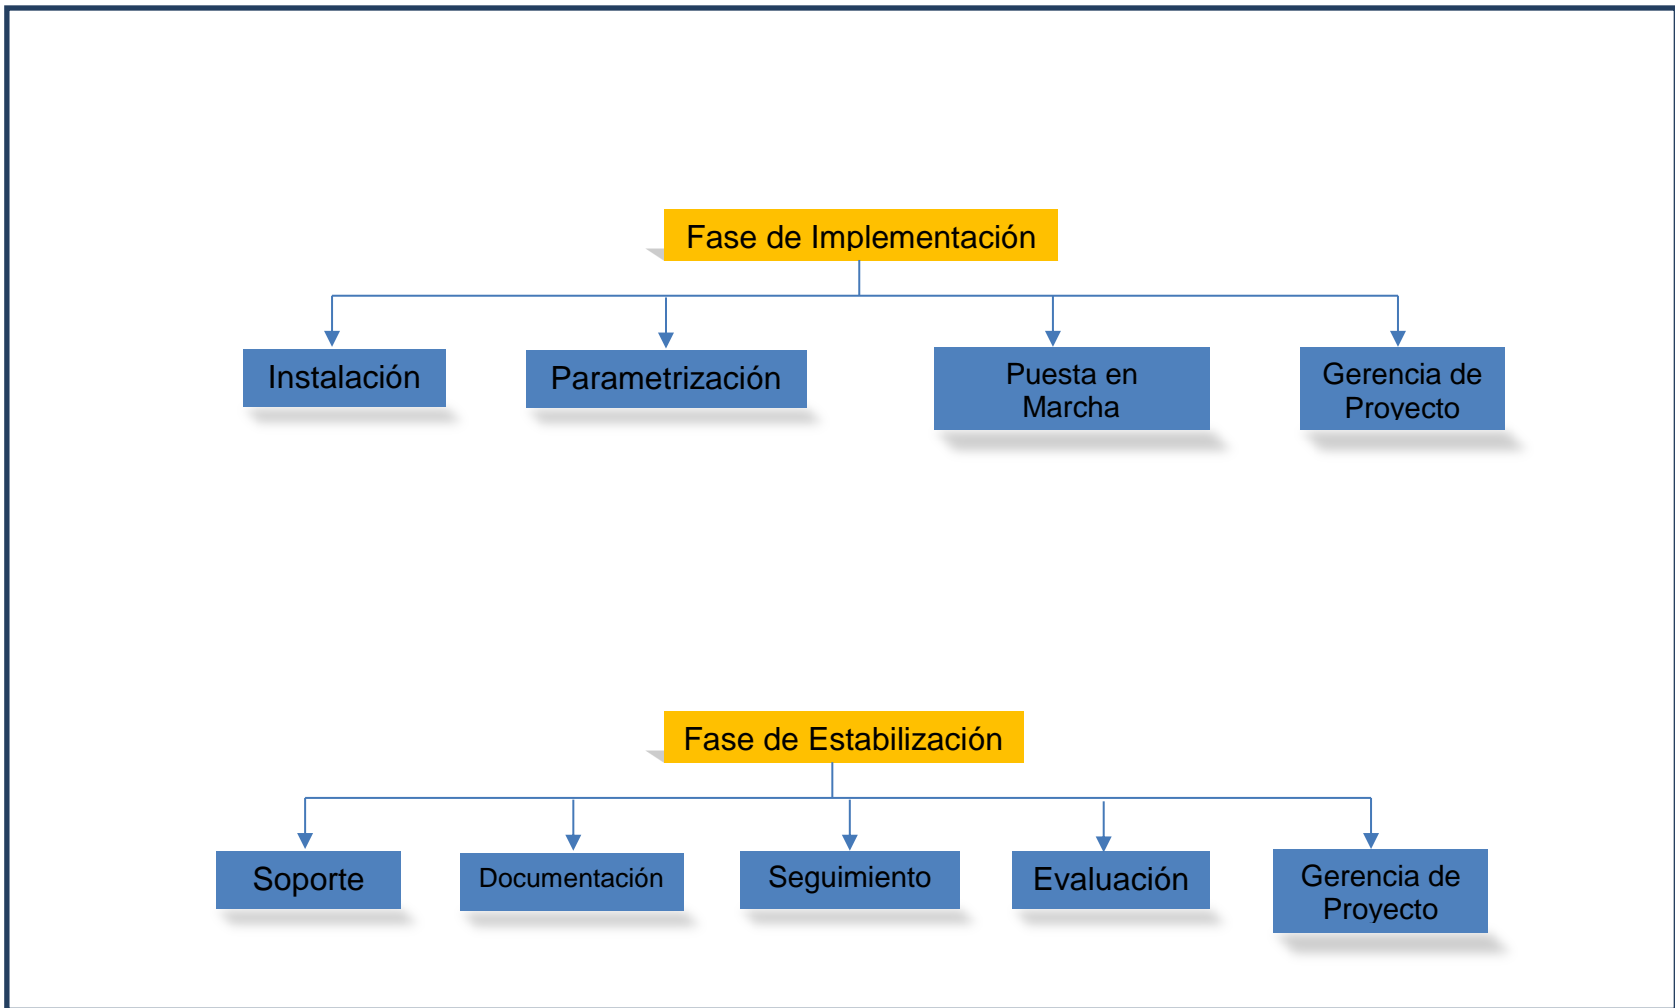 Fase de Implementación
Instalación
Parametrización
Puesta en
Marcha
Gerencia de
Proyecto
Fase de Estabilización
Soporte
Documentación
Seguimiento
Evaluación
Gerencia de
Proyecto